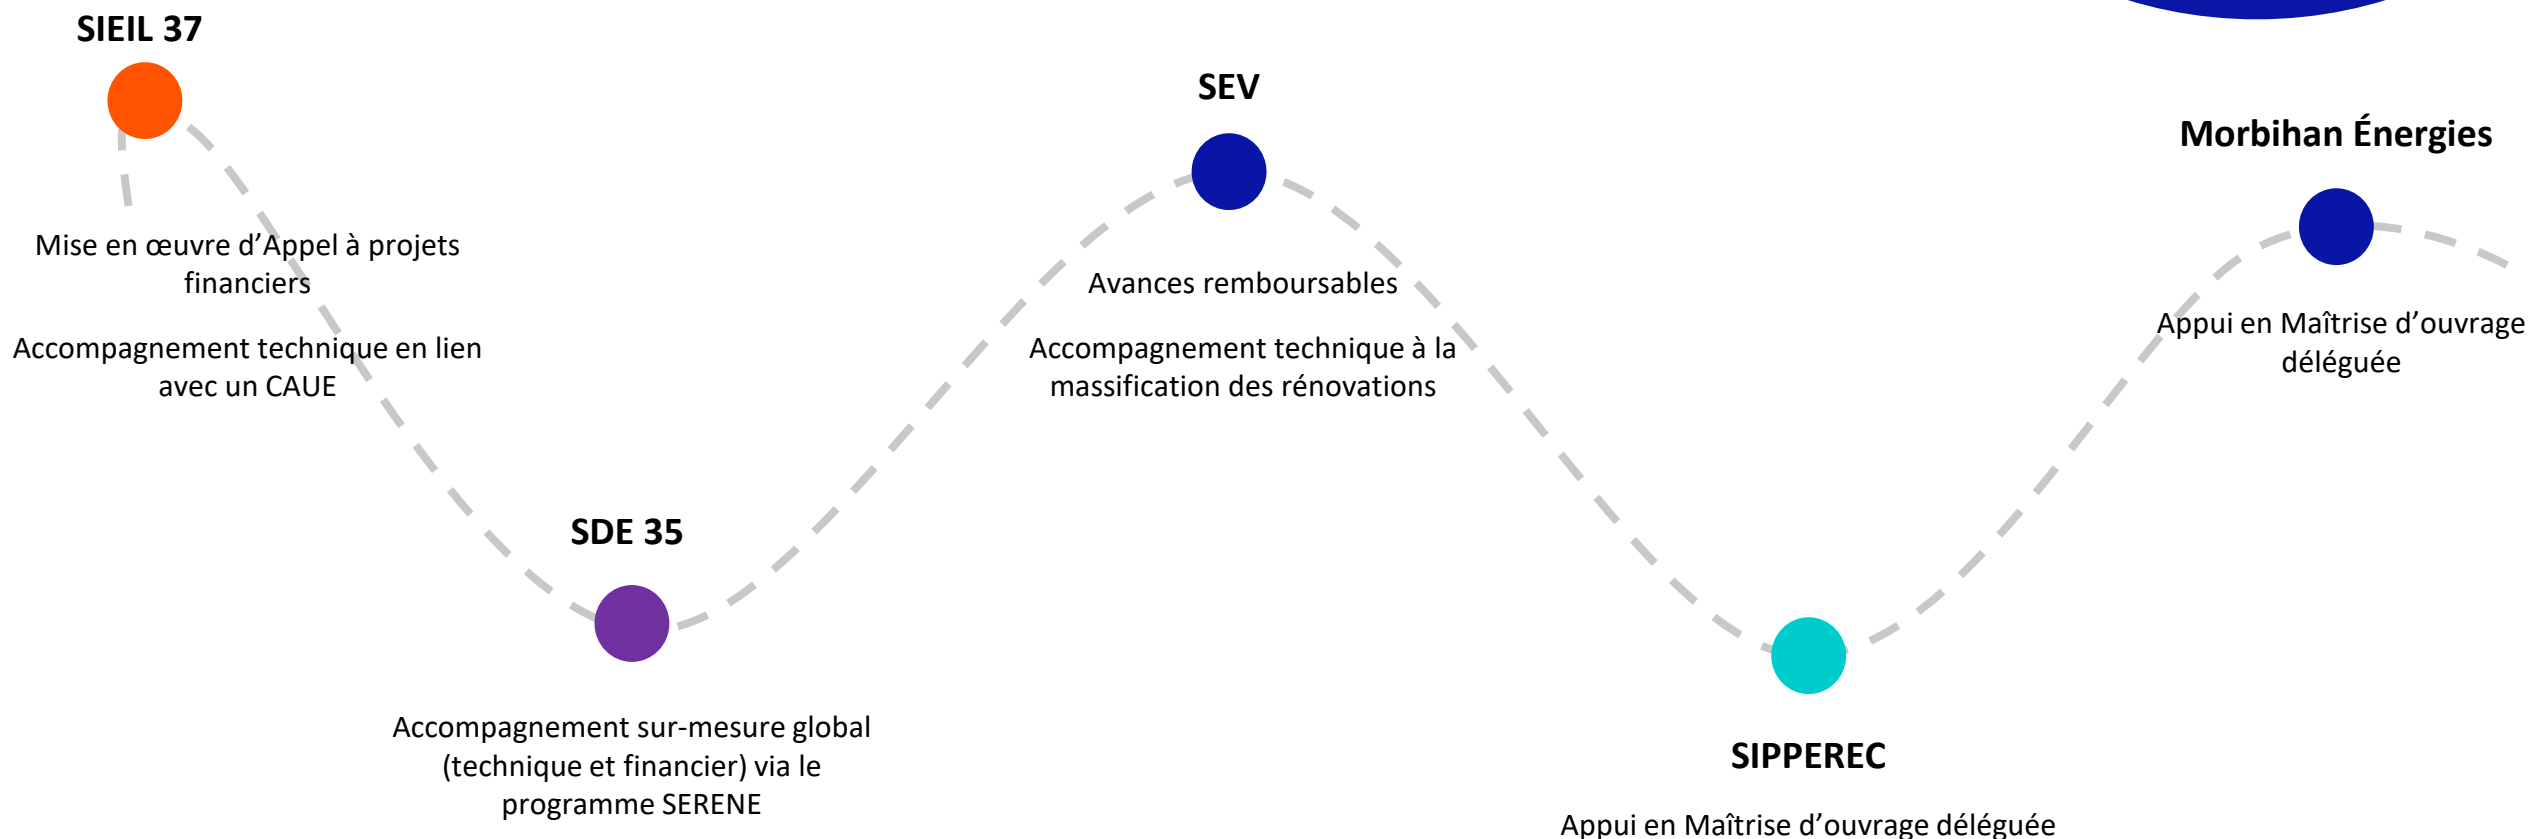 SIEIL 37
Mise en œuvre d’Appel à projets
financiers
Accompagnement technique en lien
avec un CAUE
SDE 35
Accompagnement sur-mesure global
(technique et financier) via le
programme SERENE
SEV
Avances remboursables
Accompagnement technique à la
massification des rénovations
SIPPEREC
Appui en Maîtrise d’ouvrage déléguée
Morbihan Énergies
Appui en Maîtrise d’ouvrage
déléguée